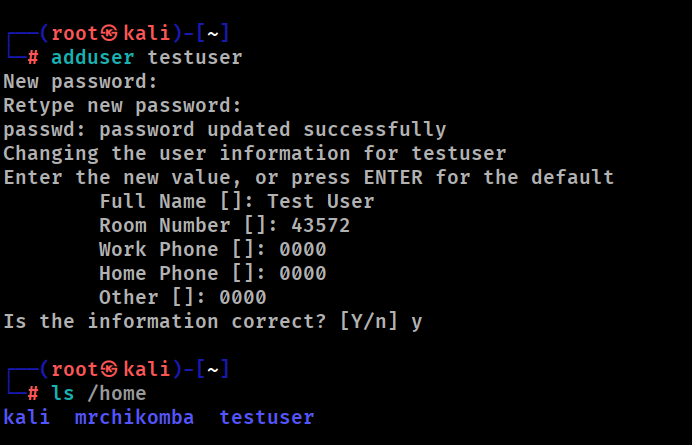 ┌──(root㉿kali)-[~]
└─# adduser testuser
New password:
Retype new password:
passwd: password updated successfully
Changing the user information for testuser
Enter the new value, or press ENTER for the default
        Full Name []: Test User
        Room Number []: 43572
        Work Phone []: 0000
        Home Phone []: 0000
        Other []: 0000
Is the information correct? [Y/n] y

┌──(root㉿kali)-[~]
└─# ls /home
kali  mrchikomba  testuser